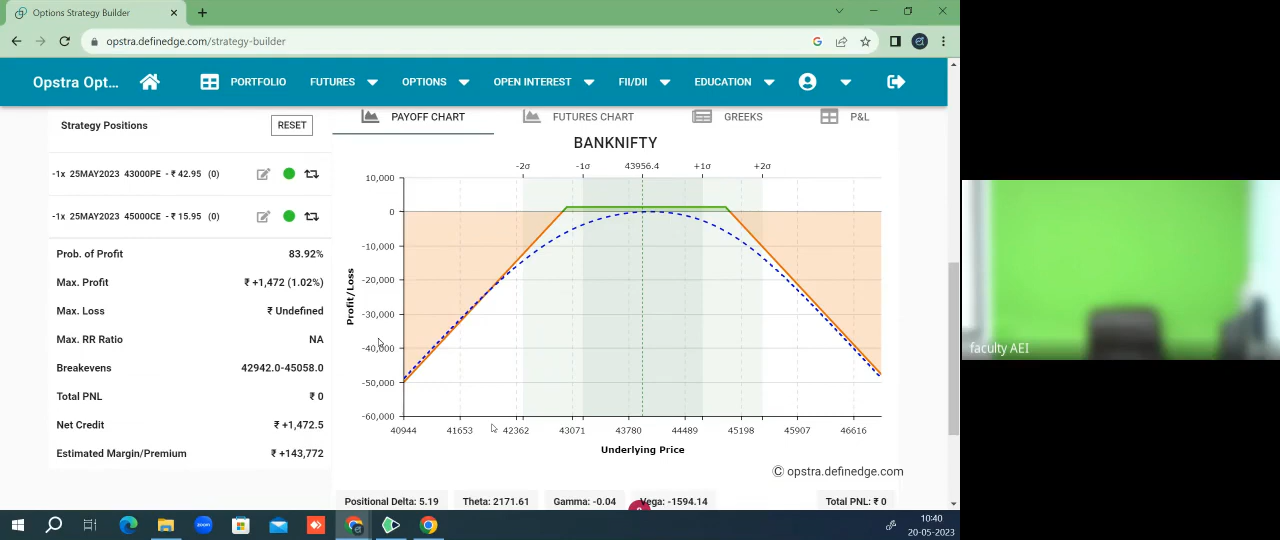 Options Strategy Builder
opstra.definedge.com/strategy-builder
Opstra Opt... PORTFOLIO FUTURES OPTIONS OPEN INTEREST FII/DII EDUCATION
Strategy Positions RESET
PAYOFF CHART FUTURES CHART GREEKS P&L
BANKNIFTY
-1x 25MAY2023 43000PE - ₹ 42.95 (0)
-1x 25MAY2023 45000CE - ₹ 15.95 (0)
Prob. of Profit 83.92%
Max. Profit ₹ +1,472 (1.02%)
Max. Loss ₹ Undefined
Max. RR Ratio NA
Breakevens 42942.0-45058.0
Total PNL ₹ 0
Net Credit ₹ +1,472.5
Estimated Margin/Premium ₹ +143,772
-2σ -1σ 43956.4 +1σ +2σ
10,000
0
-10,000
-20,000
-30,000
-40,000
-50,000
-60,000
Profit/Loss
40944 41653 42362 43071 43780 44489 45198 45907 46616
Underlying Price
© opstra.definedge.com
Positional Delta: 5.19 Theta: 2171.61 Gamma: -0.04 Vega: -1594.14 Total PNL: ₹ 0
faculty AEI
zoom
10:40
20-05-2023